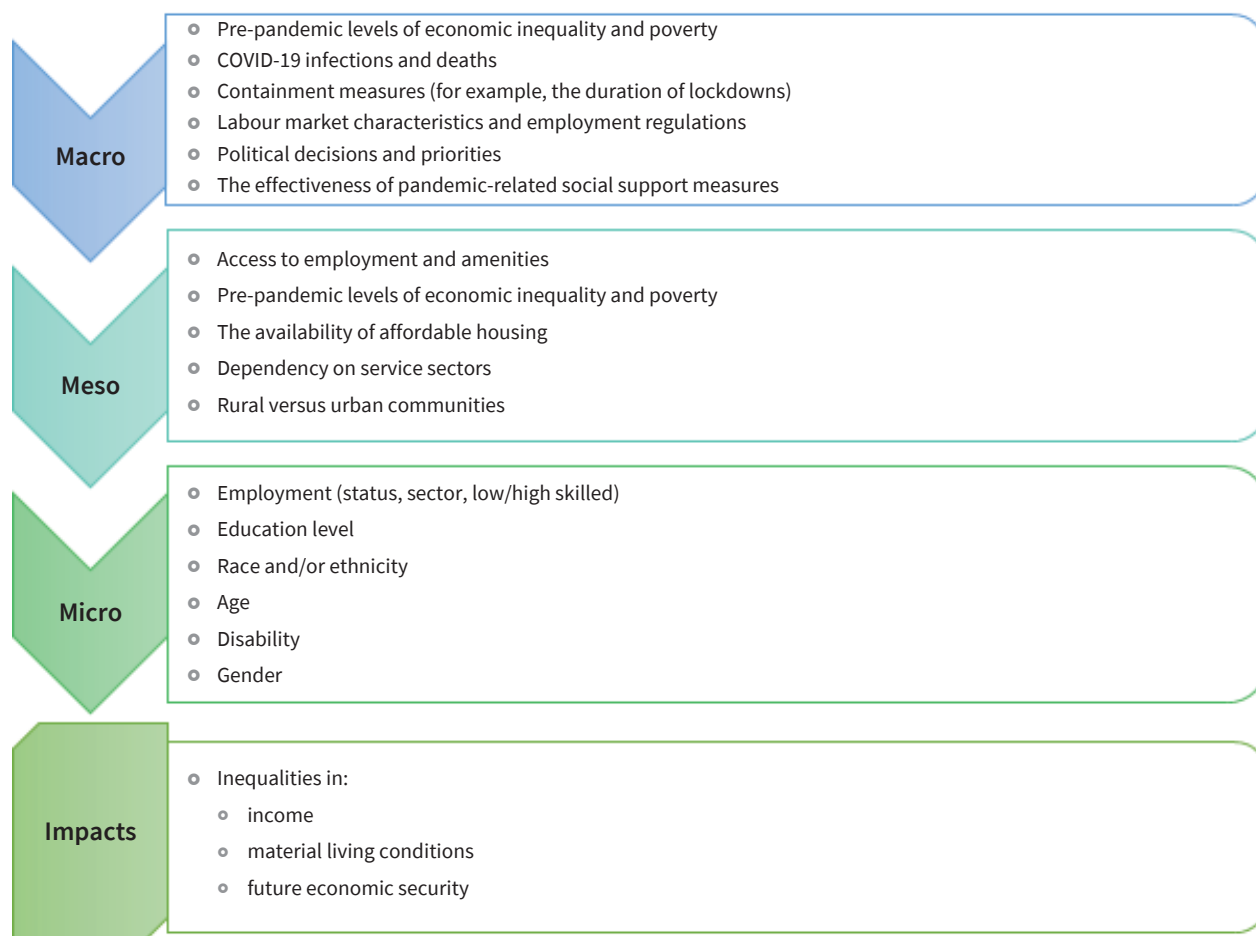 Macro
Pre-pandemic levels of economic inequality and poverty
COVID-19 infections and deaths
Containment measures (for example, the duration of lockdowns)
Labour market characteristics and employment regulations
Political decisions and priorities
The effectiveness of pandemic-related social support measures
Meso
Access to employment and amenities
Pre-pandemic levels of economic inequality and poverty
The availability of affordable housing
Dependency on service sectors
Rural versus urban communities
Micro
Employment (status, sector, low/high skilled)
Education level
Race and/or ethnicity
Age
Disability
Gender
Impacts
Inequalities in:
income
material living conditions
future economic security